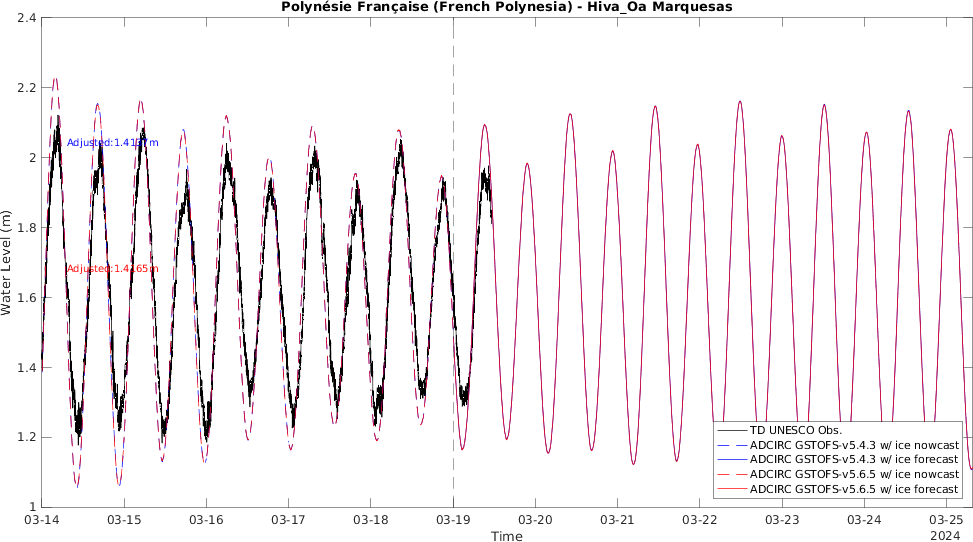 Polynésie Française (French Polynesia) - Hiva_Oa Marquesas
2.4
2.2
2
1.8
1.6
1.4
1.2
1
Water Level (m)
Adjusted:1.4165m
TD UNESCO Obs.
ADCIRC GSTOFS-v5.4.3 w/ ice nowcast
ADCIRC GSTOFS-v5.4.3 w/ ice forecast
ADCIRC GSTOFS-v5.6.5 w/ ice nowcast
ADCIRC GSTOFS-v5.6.5 w/ ice forecast
03-14 03-15 03-16 03-17 03-18 03-19 03-20 03-21 03-22 03-23 03-24 03-25
Time
2024